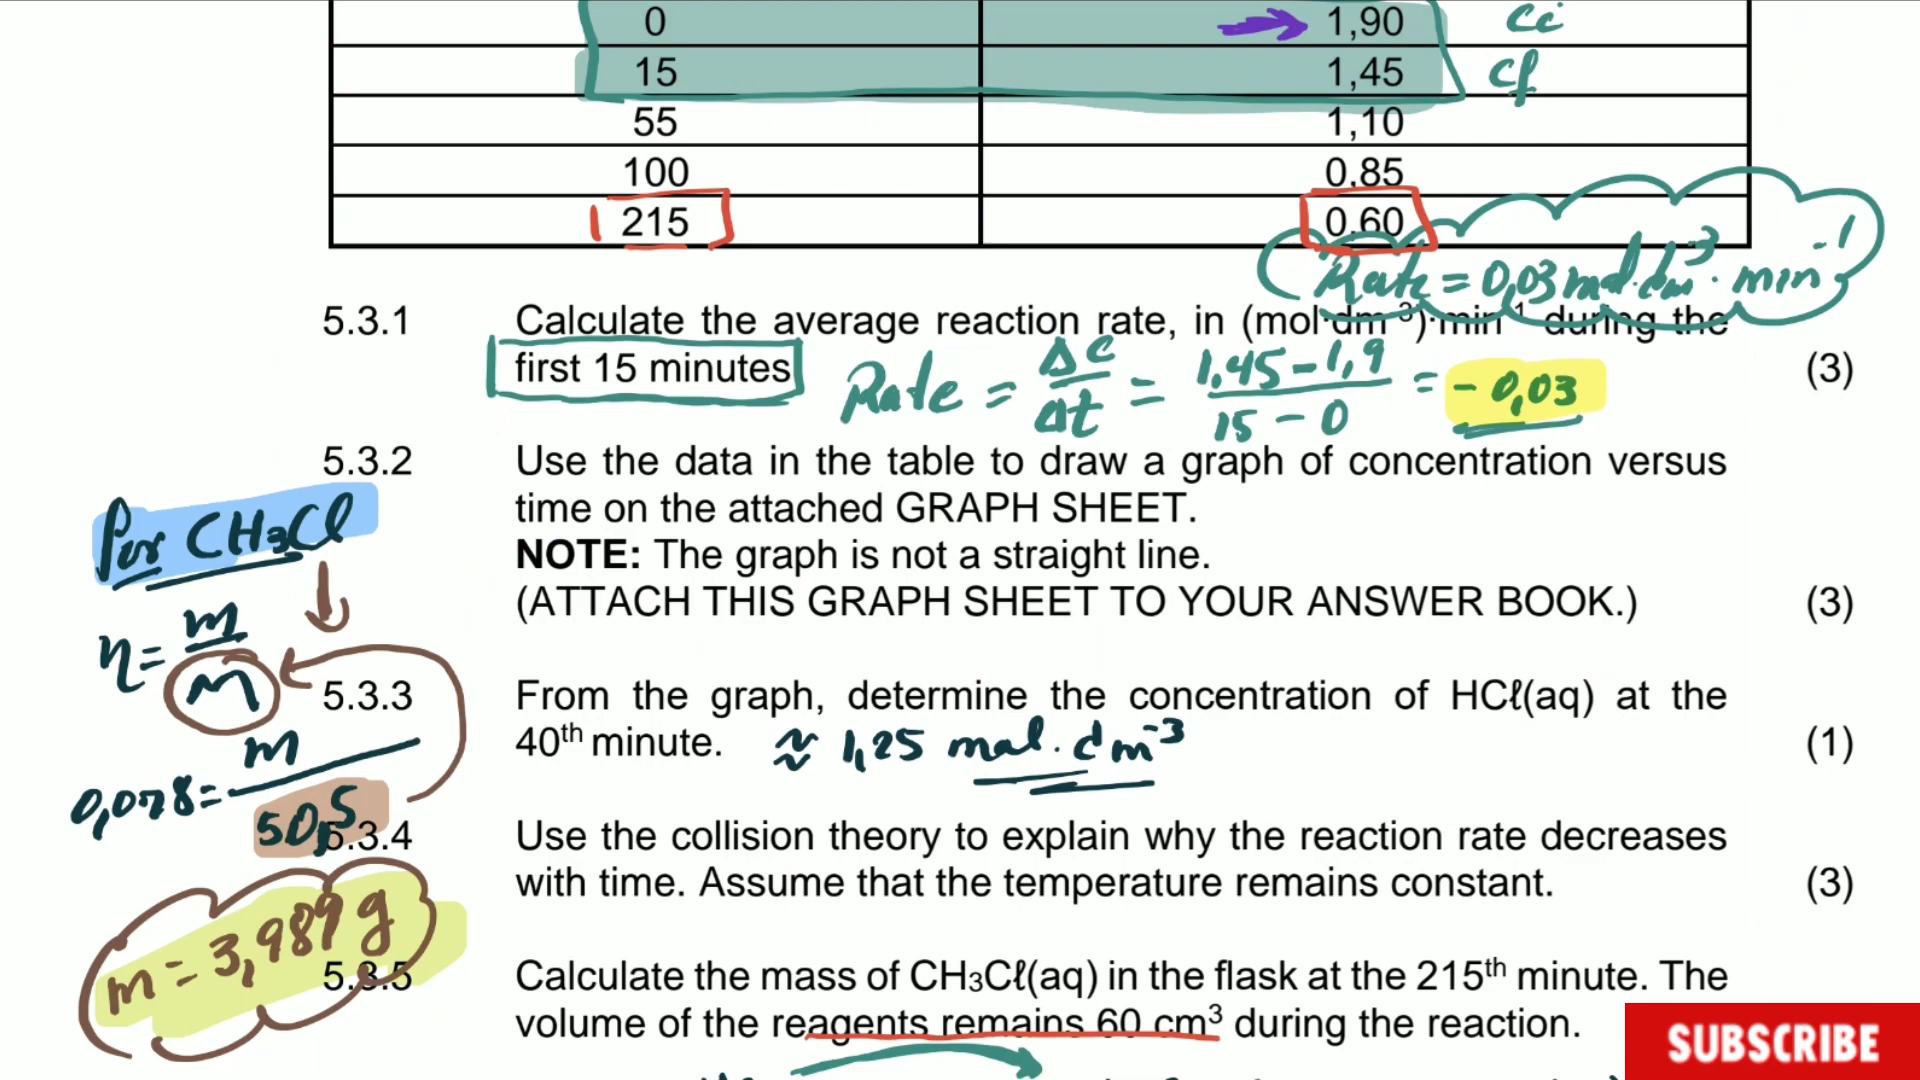 0 1,90 Ci
15 1,45 Cf
55 1,10
100 0,85
215 0,60
Rate = 0,03 mol.dm⁻³.min⁻¹
5.3.1 Calculate the average reaction rate, in (mol·dm⁻³)·min⁻¹ during the
first 15 minutes (3)
Rate = Δc/Δt = 1,45 - 1,9/15 - 0 = - 0,03
5.3.2 Use the data in the table to draw a graph of concentration versus
time on the attached GRAPH SHEET.
NOTE: The graph is not a straight line.
(ATTACH THIS GRAPH SHEET TO YOUR ANSWER BOOK.) (3)
For CH₃Cl
n = m/M
5.3.3 From the graph, determine the concentration of HCℓ(aq) at the
40th minute. ≈ 1,25 mol.dm⁻³ (1)
0,078 = m/50,5
5.3.4 Use the collision theory to explain why the reaction rate decreases
with time. Assume that the temperature remains constant. (3)
m = 3,989 g
5.3.5 Calculate the mass of CH₃Cℓ(aq) in the flask at the 215th minute. The
volume of the reagents remains 60 cm³ during the reaction.
SUBSCRIBE